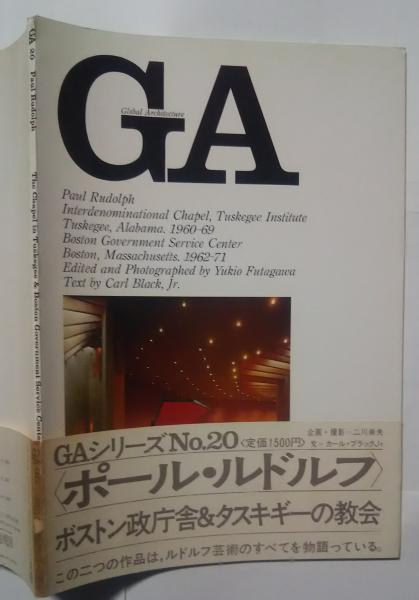 GA 20 Paul Rudolph The Chapel in Tuskegee & Boston Government Service Center
GA
Global Architecture
Paul Rudolph
Interdenominational Chapel, Tuskegee Institute
Tuskegee, Alabama. 1960-69
Boston Government Service Center
Boston, Massachusetts. 1962-71
Edited and Photographed by Yukio Futagawa
Text by Carl Black, Jr.
GAシリーズNo.20〈定価1500円〉
企画・撮影=二川幸夫
文=カール・ブラックJr
〈ポール・ルドルフ〉
ボストン政庁舎&タスキギーの教会
この二つの作品は,ルドルフ芸術のすべてを物語っている。